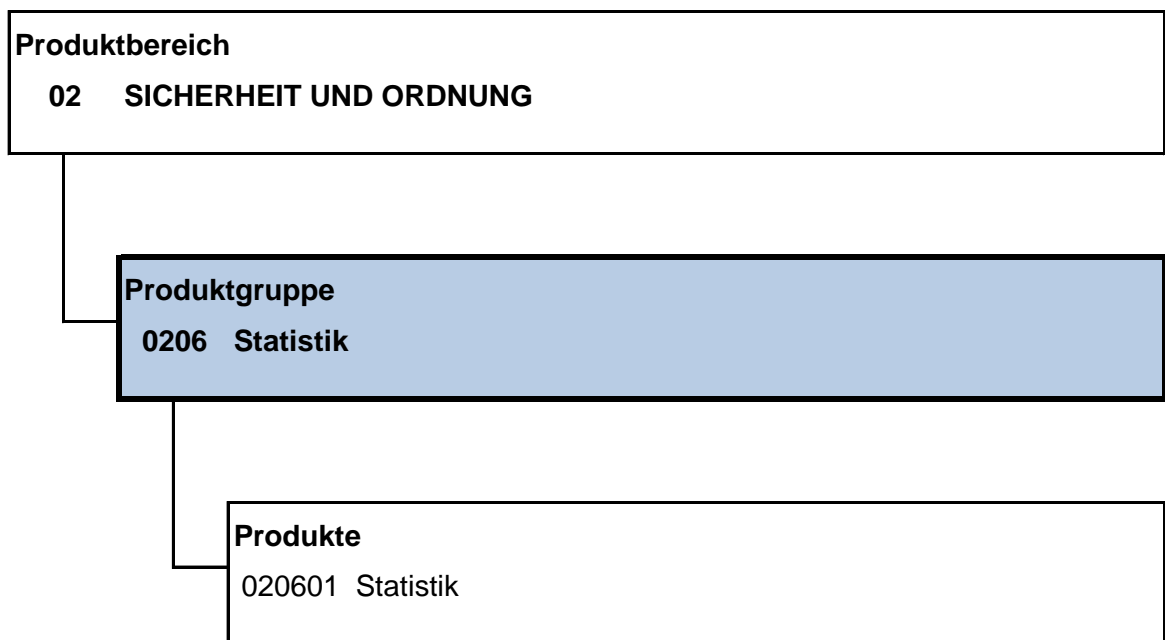 Produktbereich
02 SICHERHEIT UND ORDNUNG
Produktgruppe
0206 Statistik
Produkte
020601 Statistik